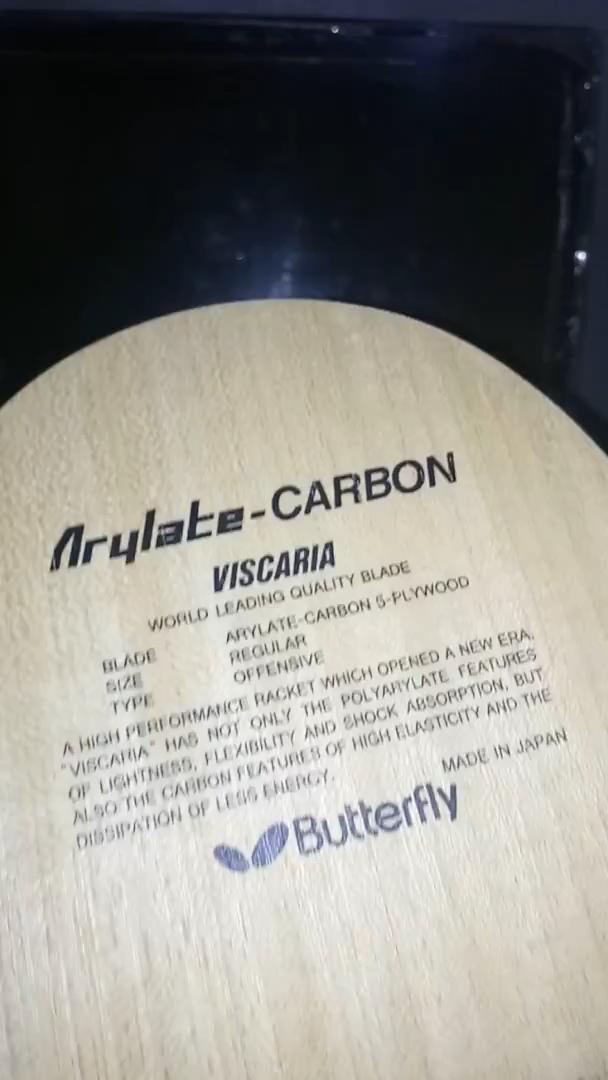 Arylate-CARBON
VISCARIA
WORLD LEADING QUALITY BLADE
BLADE ARYLATE-CARBON 5-PLYWOOD
SIZE REGULAR
TYPE OFFENSIVE
A HIGH PERFORMANCE RACKET WHICH OPENED A NEW ERA.
"VISCARIA" HAS NOT ONLY THE POLYARYLATE FEATURES
OF LIGHTNESS, FLEXIBILITY AND SHOCK ABSORPTION, BUT
ALSO THE CARBON FEATURES OF HIGH ELASTICITY AND THE
DISSIPATION OF LESS ENERGY.
MADE IN JAPAN
Butterfly